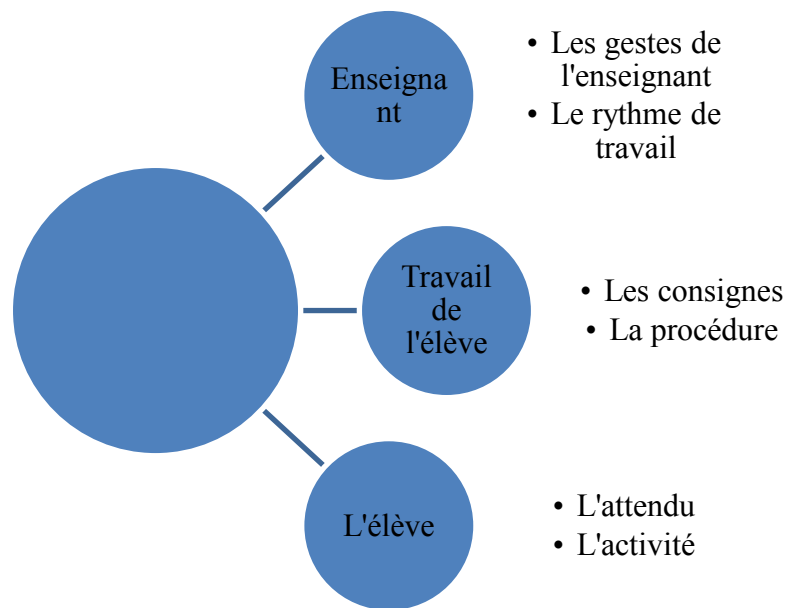 Enseigna
nt
• Les gestes de
l'enseignant
• Le rythme de
travail
Travail
de
l'élève
• Les consignes
• La procédure
L'élève
• L'attendu
• L'activité